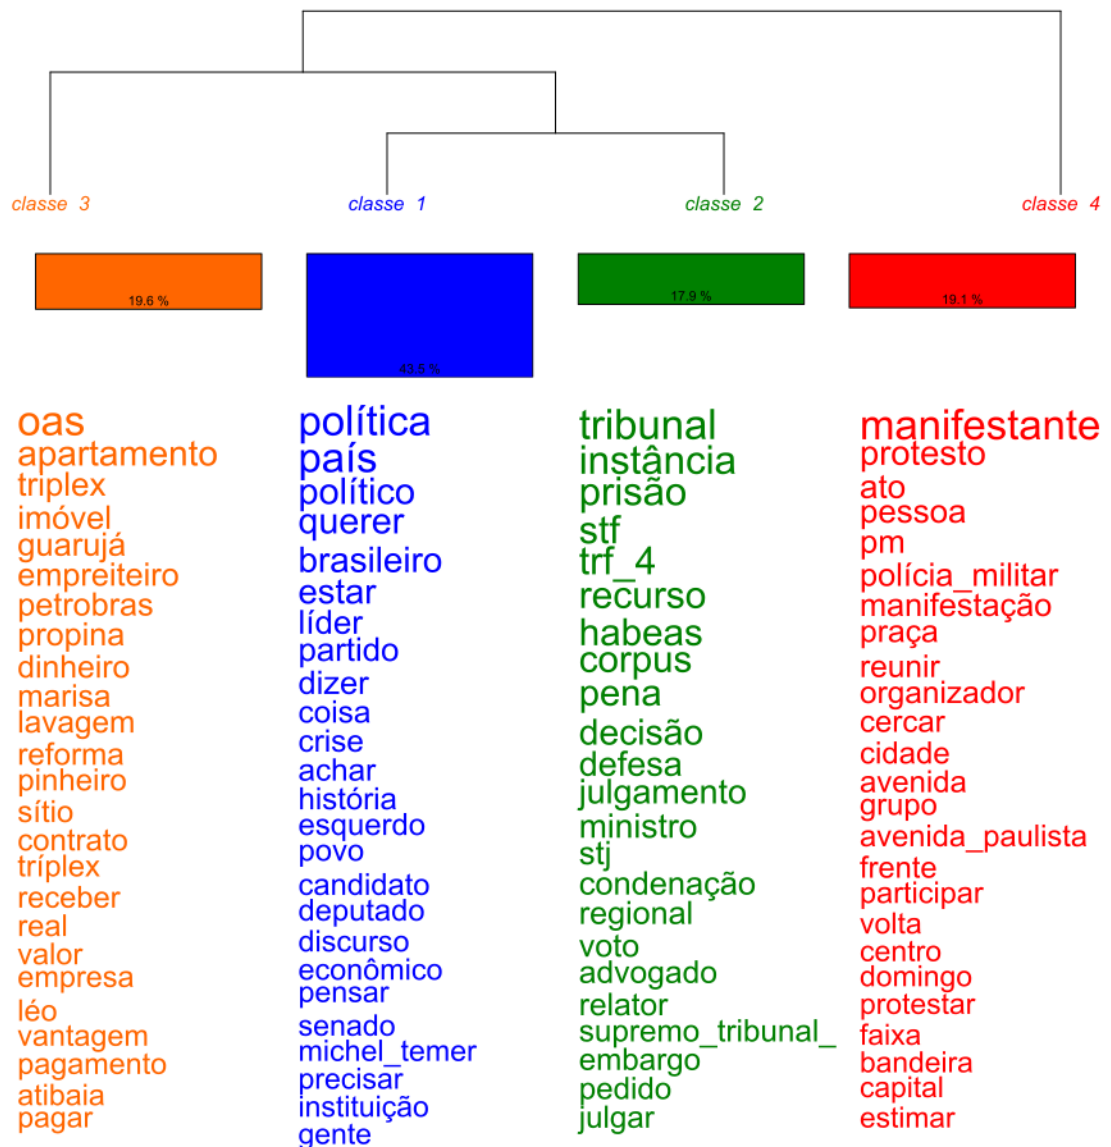 classe 3
classe 1
classe 2
classe 4
19.6 %
43.5 %
17.9 %
19.1 %
oas
apartamento
triplex
imóvel
guarujá
empreiteiro
petrobras
propina
dinheiro
marisa
lavagem
reforma
pinheiro
sítio
contrato
tríplex
receber
real
valor
empresa
léo
vantagem
pagamento
atibaia
pagar
política
país
político
querer
brasileiro
estar
líder
partido
dizer
coisa
crise
achar
história
esquerdo
povo
candidato
deputado
discurso
econômico
pensar
senado
michel_temer
precisar
instituição
gente
tribunal
instância
prisão
stf
trf_4
recurso
habeas
corpus
pena
decisão
defesa
julgamento
ministro
stj
condenação
regional
voto
advogado
relator
supremo_tribunal_
embargo
pedido
julgar
manifestante
protesto
ato
pessoa
pm
polícia_militar
manifestação
praça
reunir
organizador
cercar
cidade
avenida
grupo
avenida_paulista
frente
participar
volta
centro
domingo
protestar
faixa
bandeira
capital
estimar